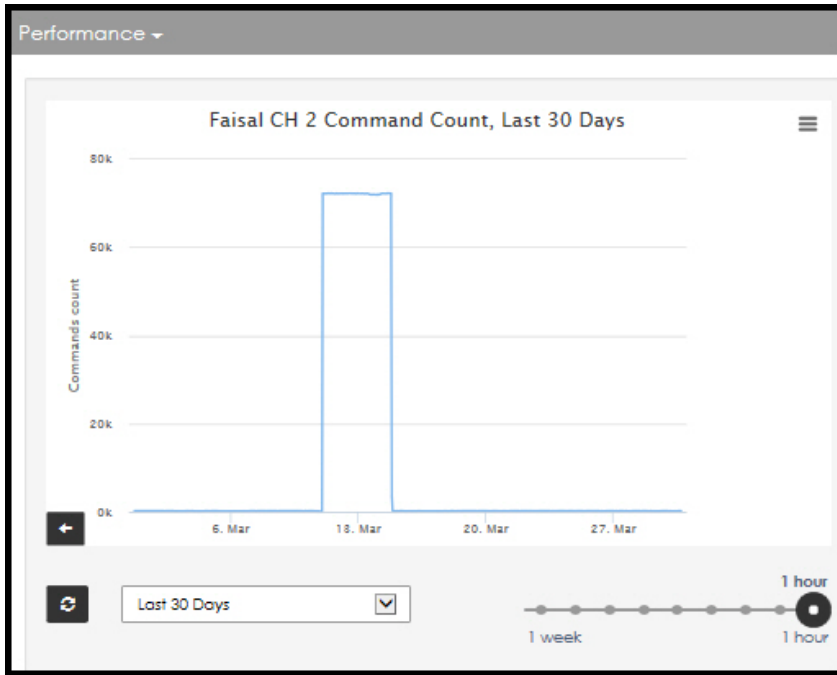 Performance
Faisal CH 2 Command Count, Last 30 Days
80k
60k
40k
20k
0k
Commands count
6. Mar
13. Mar
20. Mar
27. Mar
Last 30 Days
1 hour
1 week
1 hour